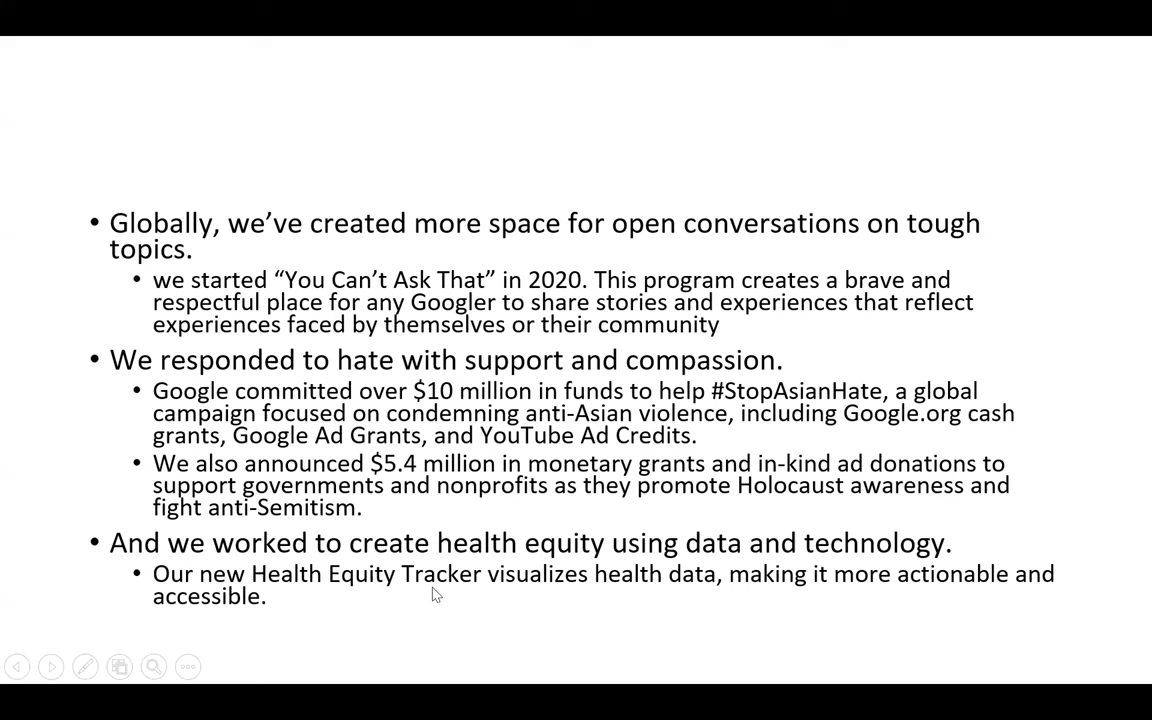 • Globally, we’ve created more space for open conversations on tough
topics.
• we started “You Can’t Ask That” in 2020. This program creates a brave and
respectful place for any Googler to share stories and experiences that reflect
experiences faced by themselves or their community
• We responded to hate with support and compassion.
• Google committed over $10 million in funds to help #StopAsianHate, a global
campaign focused on condemning anti-Asian violence, including Google.org cash
grants, Google Ad Grants, and YouTube Ad Credits.
• We also announced $5.4 million in monetary grants and in-kind ad donations to
support governments and nonprofits as they promote Holocaust awareness and
fight anti-Semitism.
• And we worked to create health equity using data and technology.
• Our new Health Equity Tracker visualizes health data, making it more actionable and
accessible.